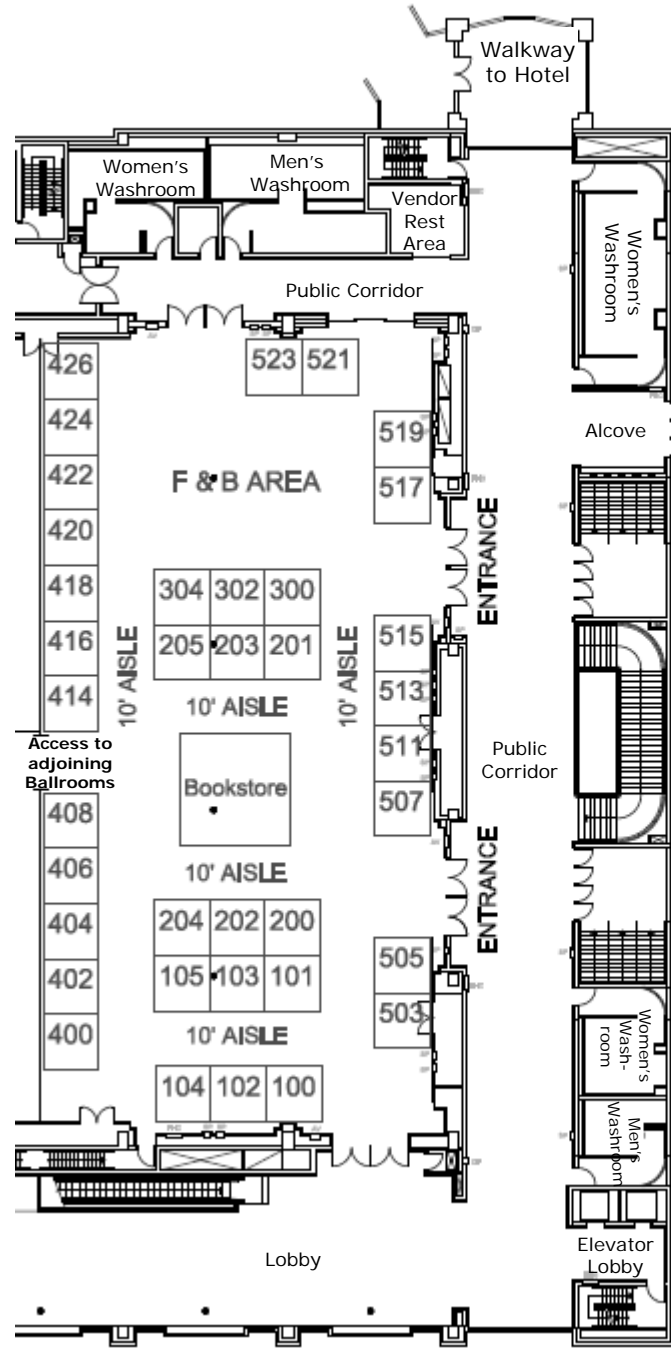 Walkway
to Hotel
Women's
Washroom
Men's
Washroom
Vendor
Rest
Area
Women's
Washroom
Public Corridor
426
523 521
424
519
Alcove
422
F & B AREA
517
420
ENTRANCE
418
304 302 300
416
205 203 201
515
10' AISLE
10' AISLE
414
10' AISLE
513
Access to
adjoining
Ballrooms
Bookstore
511
Public
Corridor
408
507
406
10' AISLE
ENTRANCE
404
204 202 200
505
402
105 103 101
503
400
10' AISLE
Women's
Wash-
room
104 102 100
Men's
Washroom
Lobby
Elevator
Lobby